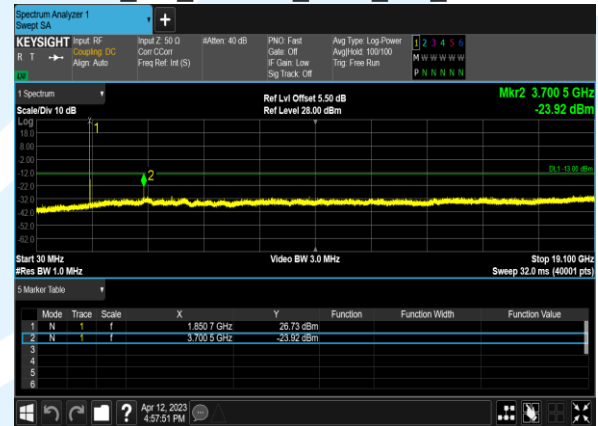 Spectrum Analyzer 1
Swept SA
KEYSIGHT Input: RF Input Z: 50 Ω #Atten: 40 dB PNO: Fast Avg Type: Log-Power 1 2 3 4 5 6
R T Coupling: DC Corr CCorr Gate: Off Avg|Hold: 100/100 M W W W W W
Align: Auto Freq Ref: Int (S) IF Gain: Low Trig: Free Run
LV Sig Track: Off P N N N N N
1 Spectrum Ref Lvl Offset 5.50 dB Mkr2 3.700 5 GHz
Scale/Div 10 dB Ref Level 28.00 dBm -23.92 dBm
Log
18.0 1
8.00
-2.00
-12.0 DL1 -13.00 dBm
-22.0 2
-32.0
-42.0
-52.0
-62.0
Start 30 MHz Video BW 3.0 MHz Stop 19.100 GHz
#Res BW 1.0 MHz Sweep 32.0 ms (40001 pts)
5 Marker Table
Mode Trace Scale X Y Function Function Width Function Value
1 N 1 f 1.850 7 GHz 26.73 dBm
2 N 1 f 3.700 5 GHz -23.92 dBm
3
4
5
6
? Apr 12, 2023
4:57:51 PM